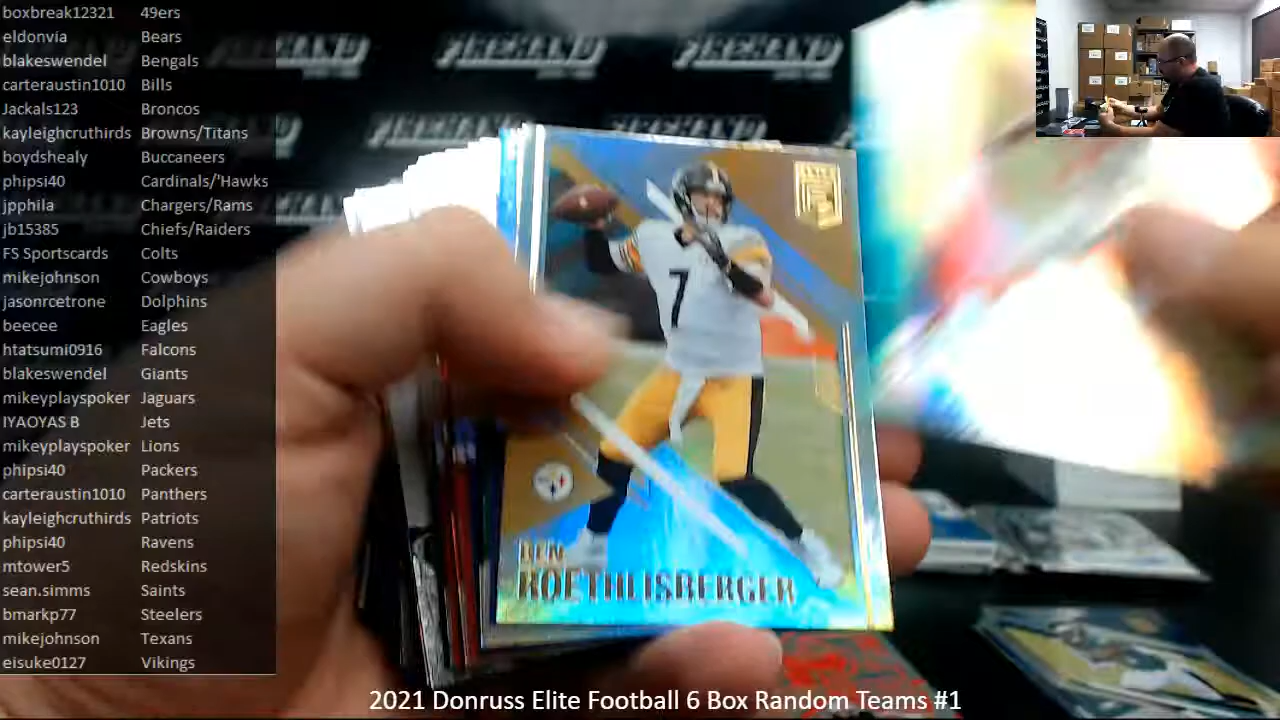 boxbreak12321 49ers
eldonvia Bears
blakeswendel Bengals
carteraustin1010 Bills
Jackals123 Broncos
kayleighcruthirds Browns/Titans
boydshealy Buccaneers
phipsi40 Cardinals/'Hawks
jpphila Chargers/Rams
jb15385 Chiefs/Raiders
FS Sportscards Colts
mikejohnson Cowboys
jasonrcetrone Dolphins
beecee Eagles
htatsumi0916 Falcons
blakeswendel Giants
mikeyplayspoker Jaguars
IYAOYAS B Jets
mikeyplayspoker Lions
phipsi40 Packers
carteraustin1010 Panthers
kayleighcruthirds Patriots
phipsi40 Ravens
mtower5 Redskins
sean.simms Saints
bmarkp77 Steelers
mikejohnson Texans
eisuke0127 Vikings
7
BEN
ROETHLISBERGER
2021 Donruss Elite Football 6 Box Random Teams #1